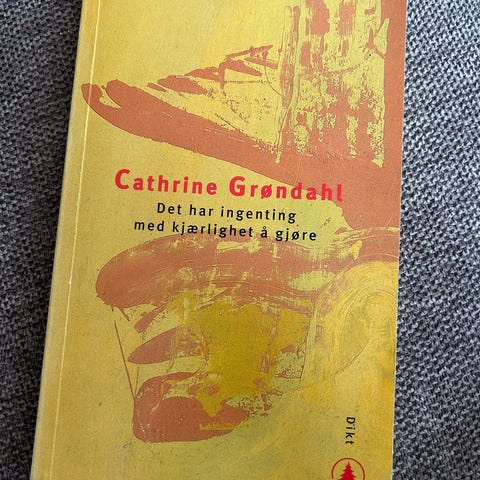 Cathrine Grøndahl
Det har ingenting
med kjærlighet å gjøre
Dikt